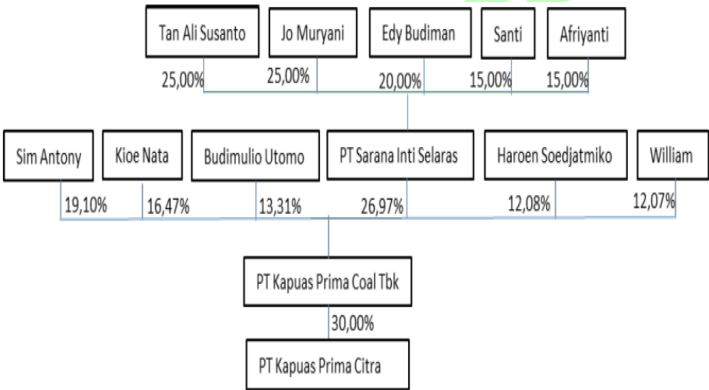 Tan Ali Susanto
Jo Muryani
Edy Budiman
Santi
Afriyanti
25,00%
25,00%
20,00%
15,00%
15,00%
Sim Antony
Kioe Nata
Budimulio Utomo
PT Sarana Inti Selaras
Haroen Soedjatmiko
William
19,10%
16,47%
13,31%
26,97%
12,08%
12,07%
PT Kapuas Prima Coal Tbk
30,00%
PT Kapuas Prima Citra